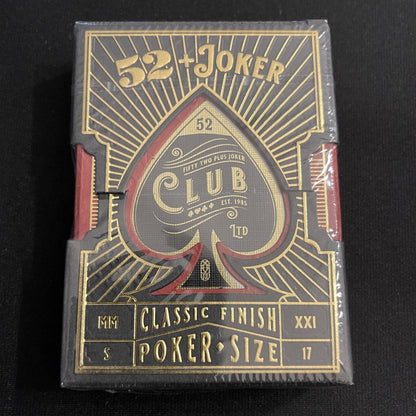 52 + JOKER
52
FIFTY TWO PLUS JOKER
CLUB
EST. 1985
LTD
MM CLASSIC FINISH XXI
S POKER • SIZE 17